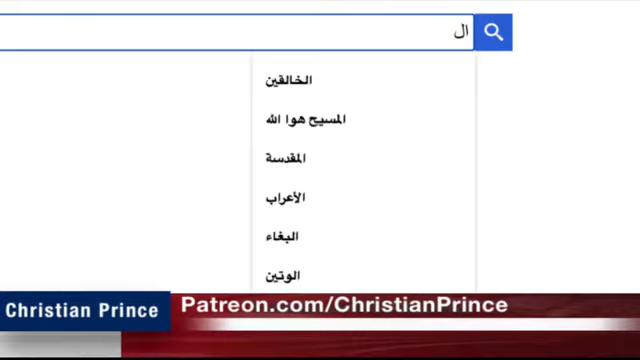 ال
الخالقين
المسيح هوا الله
المقدسة
الأعراب
البغاء
الوتين
Christian Prince
Patreon.com/ChristianPrince